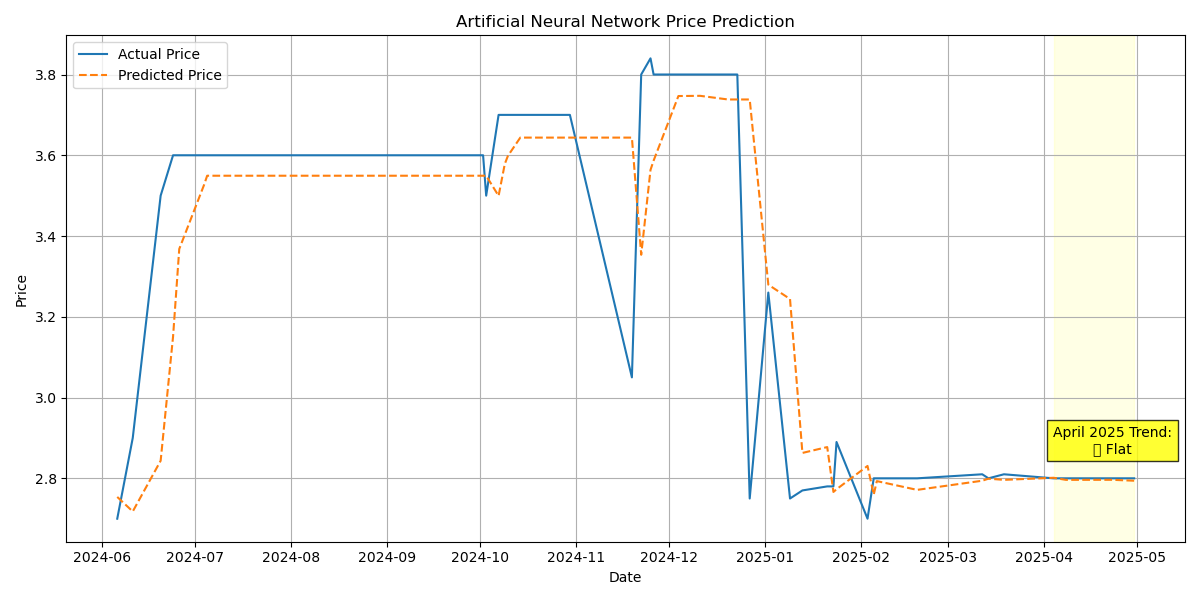 Artificial Neural Network Price Prediction
Actual Price
Predicted Price
Price
3.8
3.6
3.4
3.2
3.0
2.8
April 2025 Trend:
Flat
2024-06 2024-07 2024-08 2024-09 2024-10 2024-11 2024-12 2025-01 2025-02 2025-03 2025-04 2025-05
Date